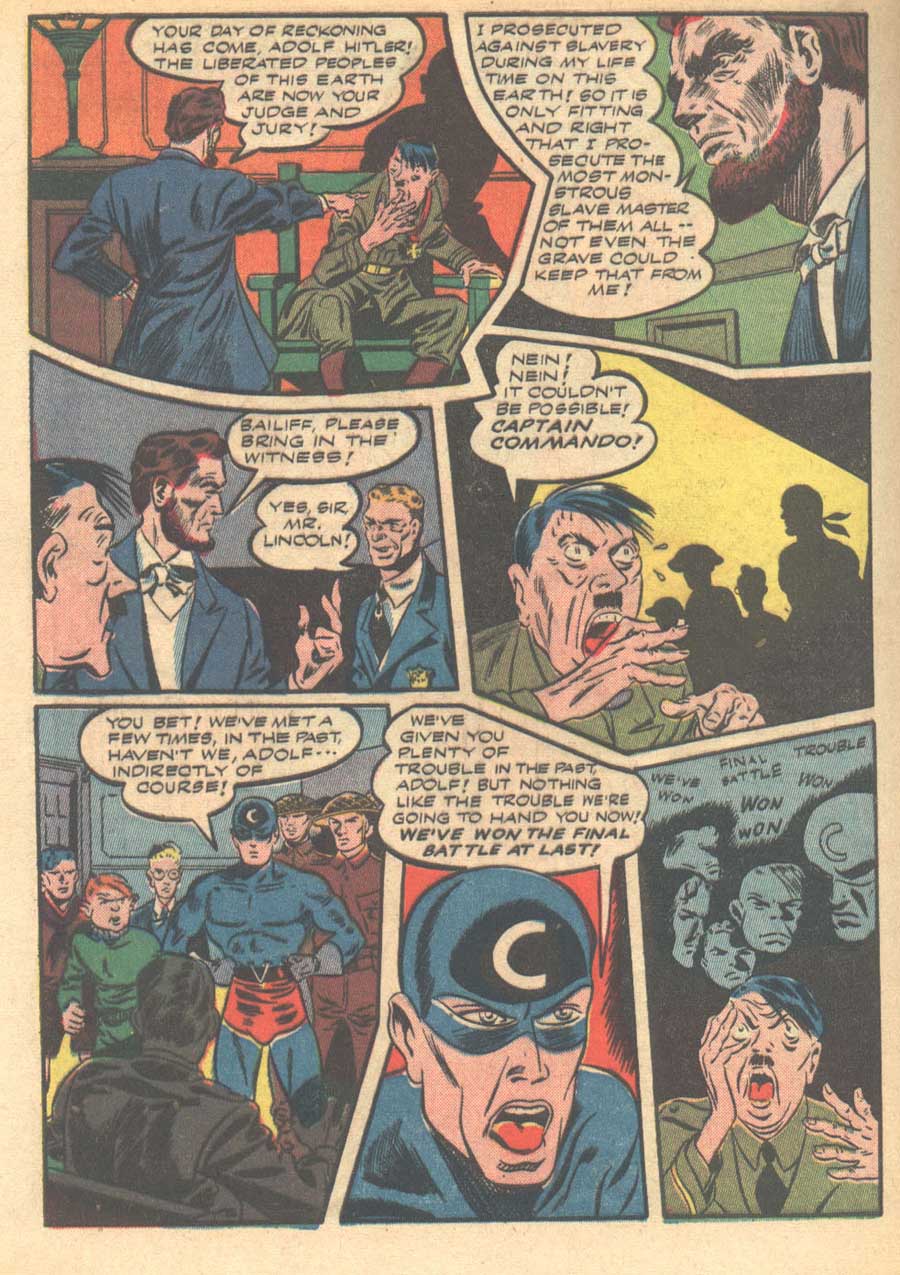 YOUR DAY OF RECKONING
HAS COME, ADOLF HITLER!
THE LIBERATED PEOPLES
OF THIS EARTH
ARE NOW YOUR
JUDGE AND
JURY!
I PROSECUTED
AGAINST SLAVERY
DURING MY LIFE
TIME ON THIS
EARTH! SO IT IS
ONLY FITTING
AND RIGHT
THAT I PRO-
SECUTE THE
MOST MON-
STROUS
SLAVE MASTER
OF THEM ALL --
NOT EVEN THE
GRAVE COULD
KEEP THAT FROM
ME!
BAILIFF, PLEASE
BRING IN THE
WITNESS!
YES, SIR,
MR.
LINCOLN!
NEIN!
NEIN!
IT COULDN'T
BE POSSIBLE!
CAPTAIN
COMMANDO!
YOU BET! WE'VE MET A
FEW TIMES, IN THE PAST,
HAVEN'T WE, ADOLF---
INDIRECTLY OF
COURSE!
C
WE'VE
GIVEN YOU
PLENTY OF
TROUBLE IN THE PAST,
ADOLF! BUT NOTHING
LIKE THE TROUBLE WE'RE
GOING TO HAND YOU NOW!
WE'VE WON THE FINAL
BATTLE AT LAST!
C
WE'VE
WON
FINAL
BATTLE
WON
WON
TROUBLE
WON
C